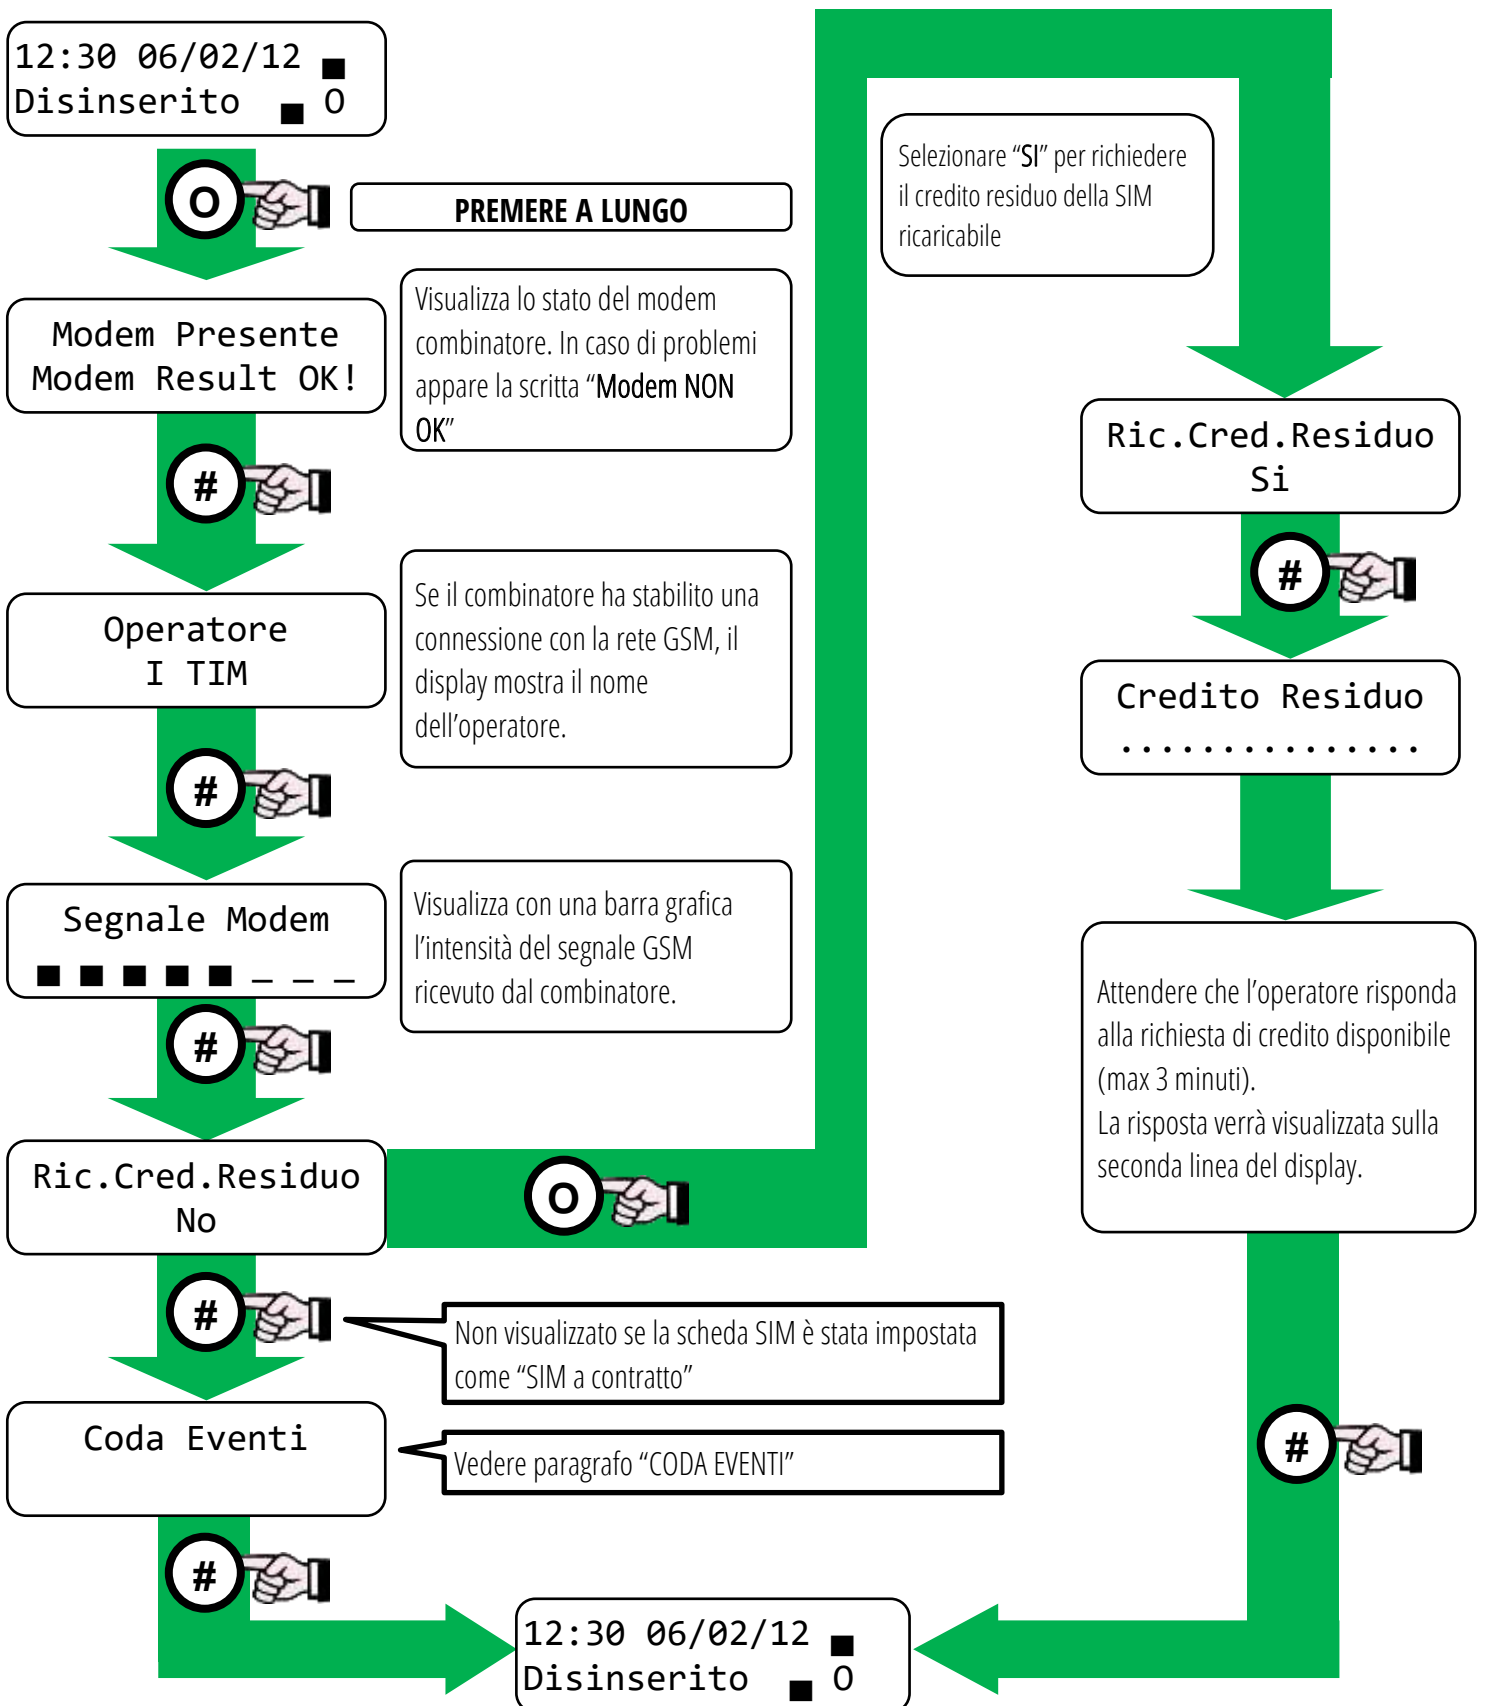 12:30 06/02/12 ■
Disinserito ■ O
O
PREMERE A LUNGO
Modem Presente
Modem Result OK!
Visualizza lo stato del modem
combinatore. In caso di problemi
appare la scritta “Modem NON
OK”
#
Operatore
I TIM
Se il combinatore ha stabilito una
connessione con la rete GSM, il
display mostra il nome
dell’operatore.
#
Segnale Modem
■ ■ ■ ■ ■ _ _ _
Visualizza con una barra grafica
l’intensità del segnale GSM
ricevuto dal combinatore.
#
Ric.Cred.Residuo
No
O
#
Non visualizzato se la scheda SIM è stata impostata
come “SIM a contratto”
Coda Eventi
Vedere paragrafo “CODA EVENTI”
#
Selezionare “SI” per richiedere
il credito residuo della SIM
ricaricabile
Ric.Cred.Residuo
Si
#
Credito Residuo
...............
Attendere che l’operatore risponda
alla richiesta di credito disponibile
(max 3 minuti).
La risposta verrà visualizzata sulla
seconda linea del display.
#
12:30 06/02/12 ■
Disinserito ■ O